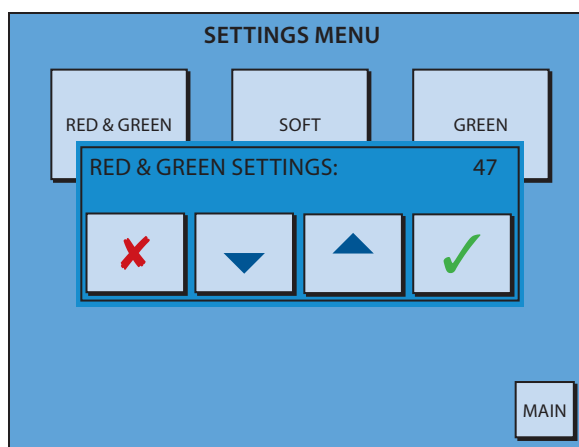 SETTINGS MENU
RED & GREEN SOFT GREEN
RED & GREEN SETTINGS: 47
MAIN